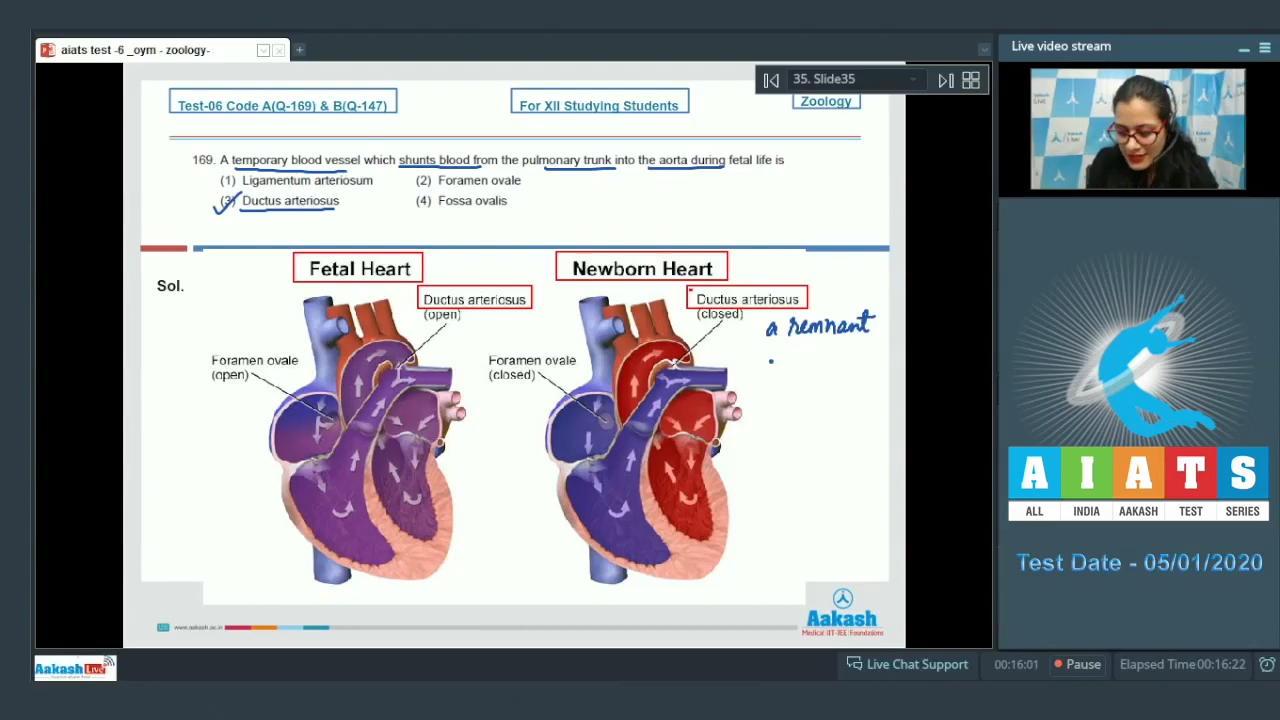 aiats test -6 _oym - zoology-
Live video stream
35. Slide35
Test-06 Code A(Q-169) & B(Q-147)
For XII Studying Students
Zoology
169. A temporary blood vessel which shunts blood from the pulmonary trunk into the aorta during fetal life is
(1) Ligamentum arteriosum
(2) Foramen ovale
(3) Ductus arteriosus
(4) Fossa ovalis
Sol.
Fetal Heart
Newborn Heart
Ductus arteriosus
(open)
Ductus arteriosus
(closed)
a remnant
Foramen ovale
(open)
Foramen ovale
(closed)
AIATS
ALL INDIA AAKASH TEST SERIES
Test Date - 05/01/2020
www.aakash.ac.in
Aakash
Medical|IIT-JEE|Foundations
Aakash Live
Live Chat Support
00:16:01
Pause
Elapsed Time 00:16:22